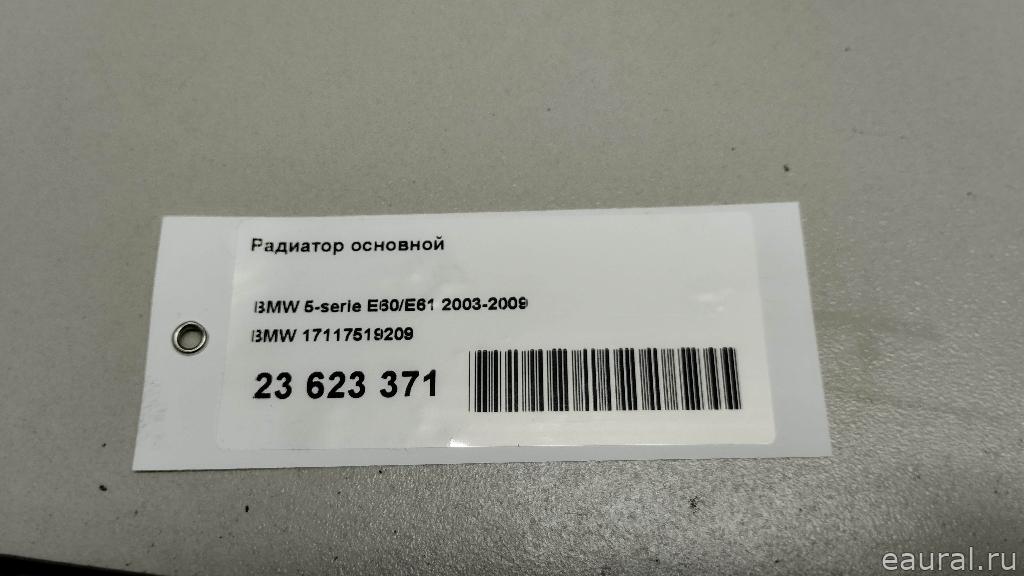 Радиатор основной
BMW 5-serie E60/E61 2003-2009
BMW 17117519209
23 623 371
eaural.ru